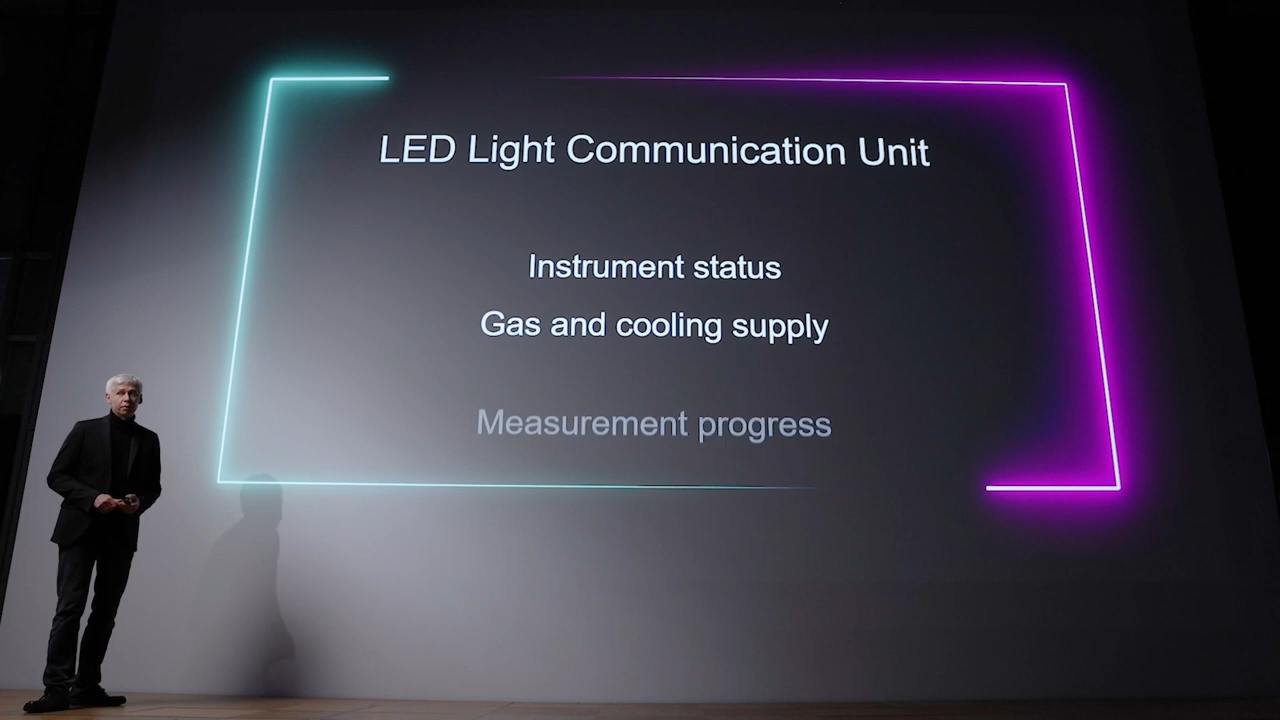 LED Light Communication Unit
Instrument status
Gas and cooling supply
Measurement progress